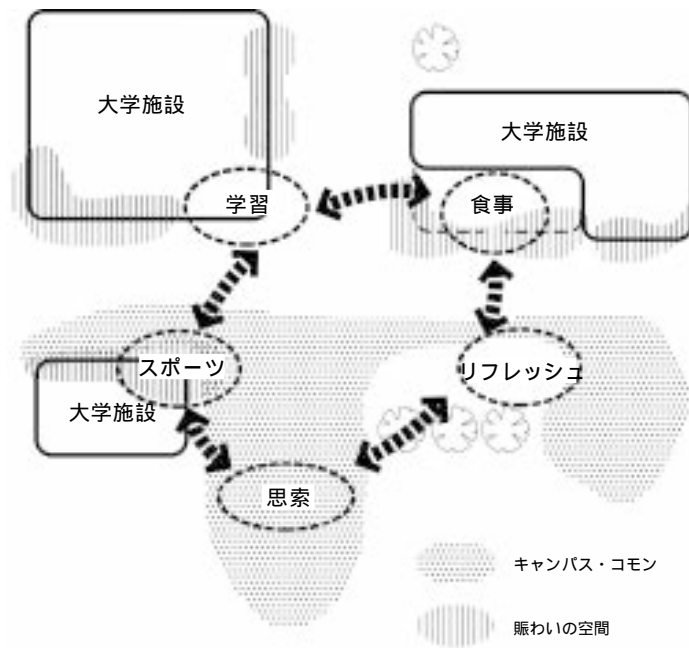 大学施設
大学施設
学習
食事
スポーツ
リフレッシュ
大学施設
思索
キャンパス・コモン
賑わいの空間